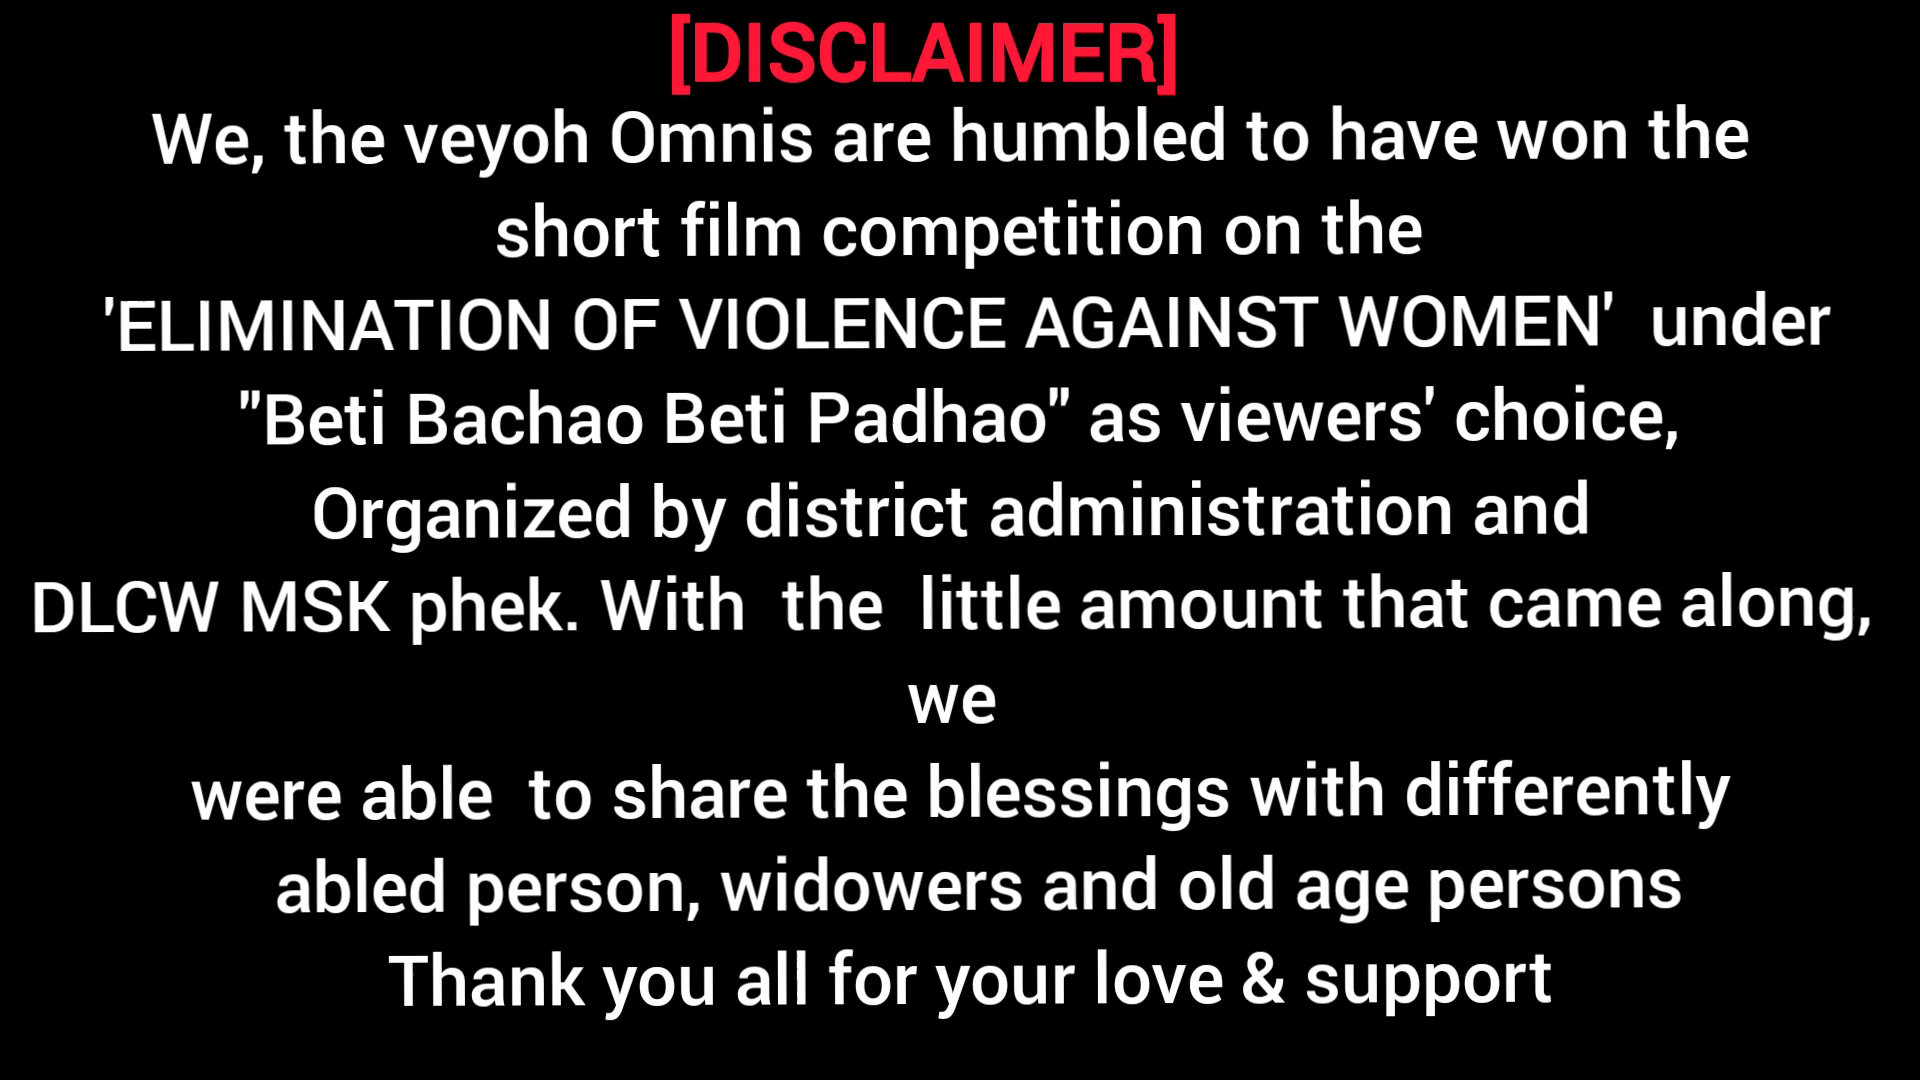 [DISCLAIMER]
We, the veyoh Omnis are humbled to have won the
short film competition on the
'ELIMINATION OF VIOLENCE AGAINST WOMEN' under
"Beti Bachao Beti Padhao" as viewers' choice,
Organized by district administration and
DLCW MSK phek. With the little amount that came along,
we
were able to share the blessings with differently
abled person, widowers and old age persons
Thank you all for your love & support